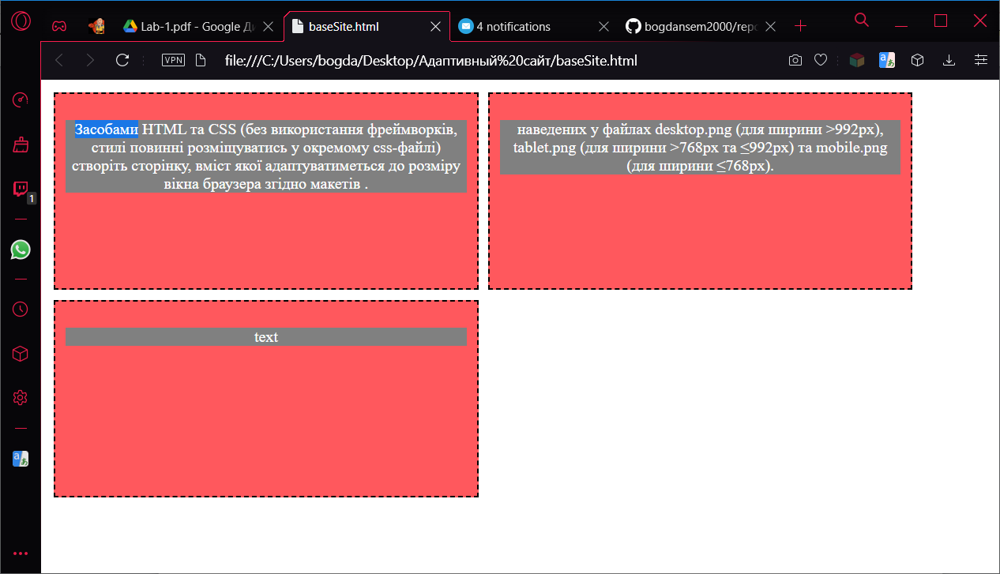 Lab-1.pdf - Google Ди
baseSite.html
4 notifications
bogdansem2000/repo
VPN
file:///C:/Users/bogda/Desktop/Адаптивный%20сайт/baseSite.html
1
Засобами HTML та CSS (без використання фреймворків,
стилі повинні розміщуватись у окремому css-файлі)
створіть сторінку, вміст якої адаптуватиметься до розміру
вікна браузера згідно макетів .
наведених у файлах desktop.png (для ширини >992px),
tablet.png (для ширини >768px та ≤992px) та mobile.png
(для ширини ≤768px).
text